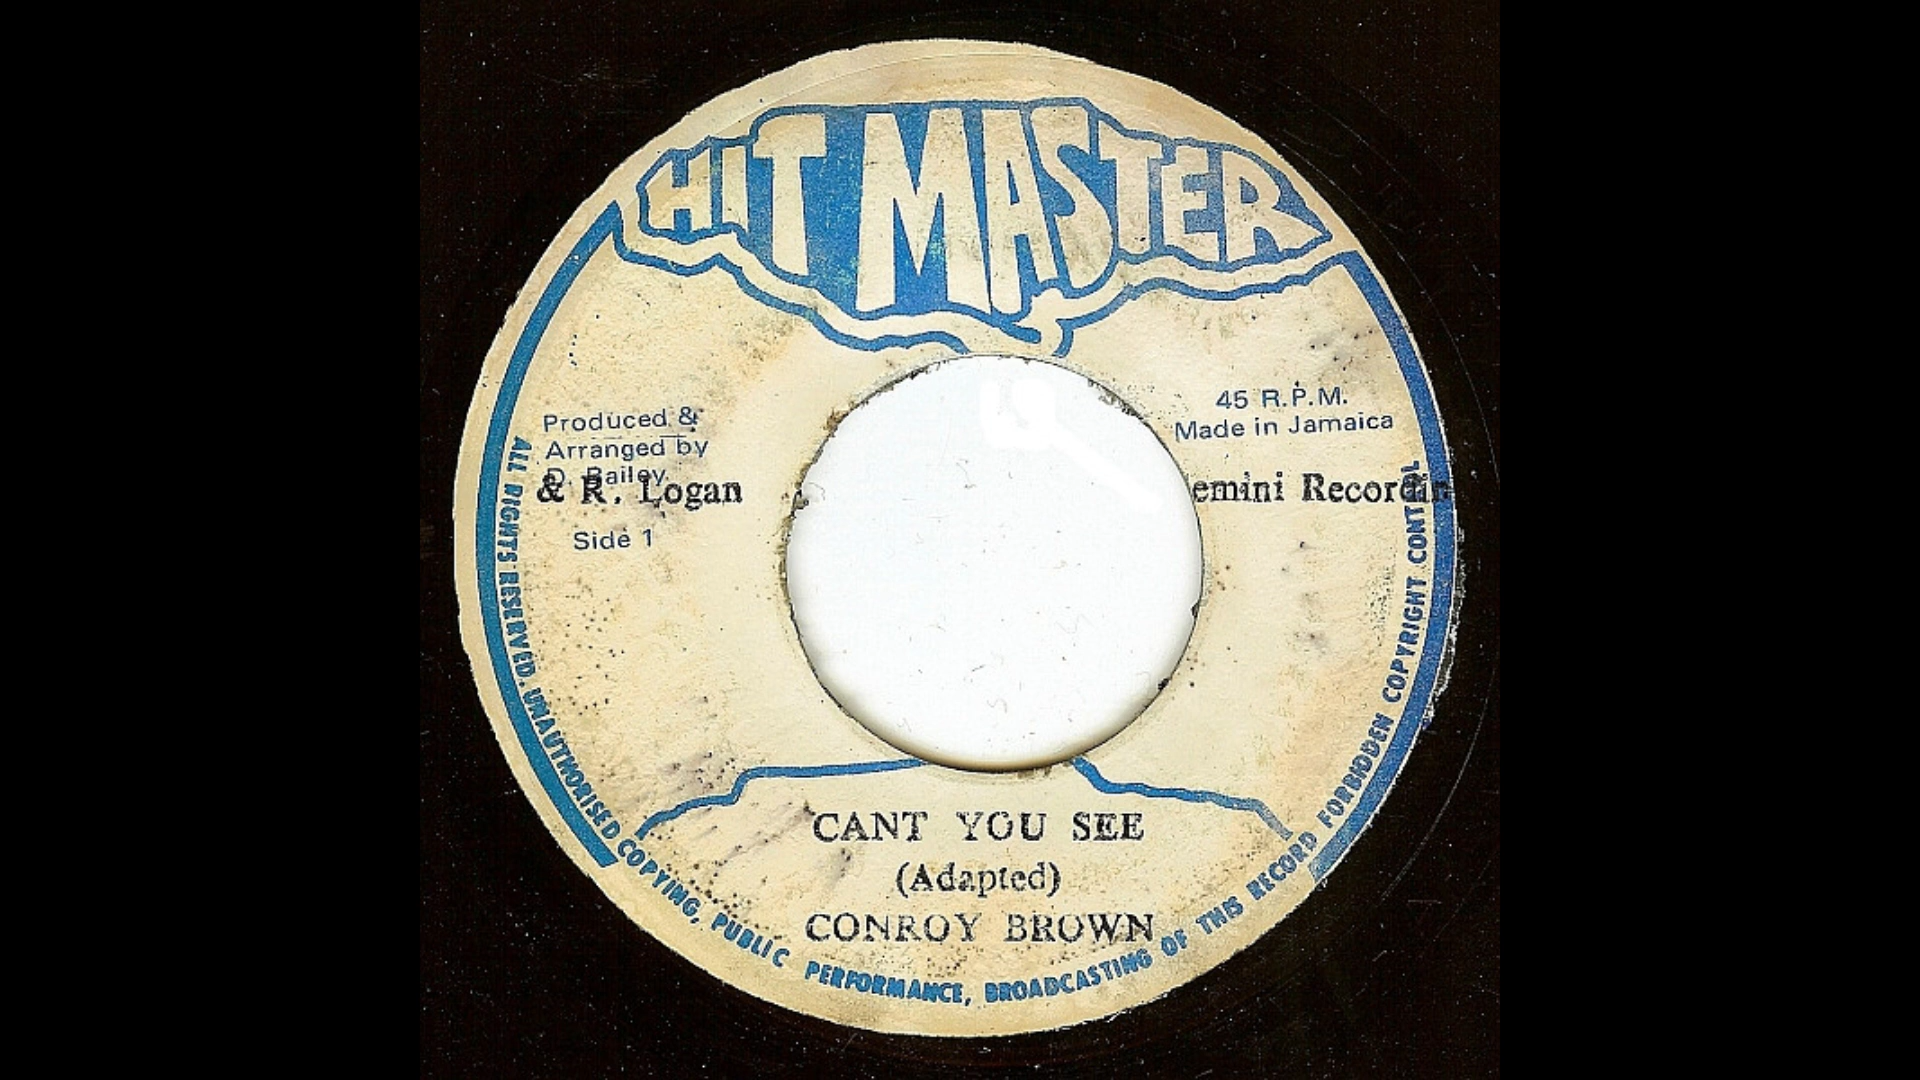 HIT MASTER
Produced &
Arranged by
D. Bailey
& R. Logan
Side 1
45 R.P.M.
Made in Jamaica
emini Recordin
CANT YOU SEE
(Adapted)
CONROY BROWN
ALL RIGHTS RESERVED. UNAUTHORISED COPYING, PUBLIC PERFORMANCE, BROADCASTING OF THIS RECORD FORBIDDEN COPYRIGHT CONT